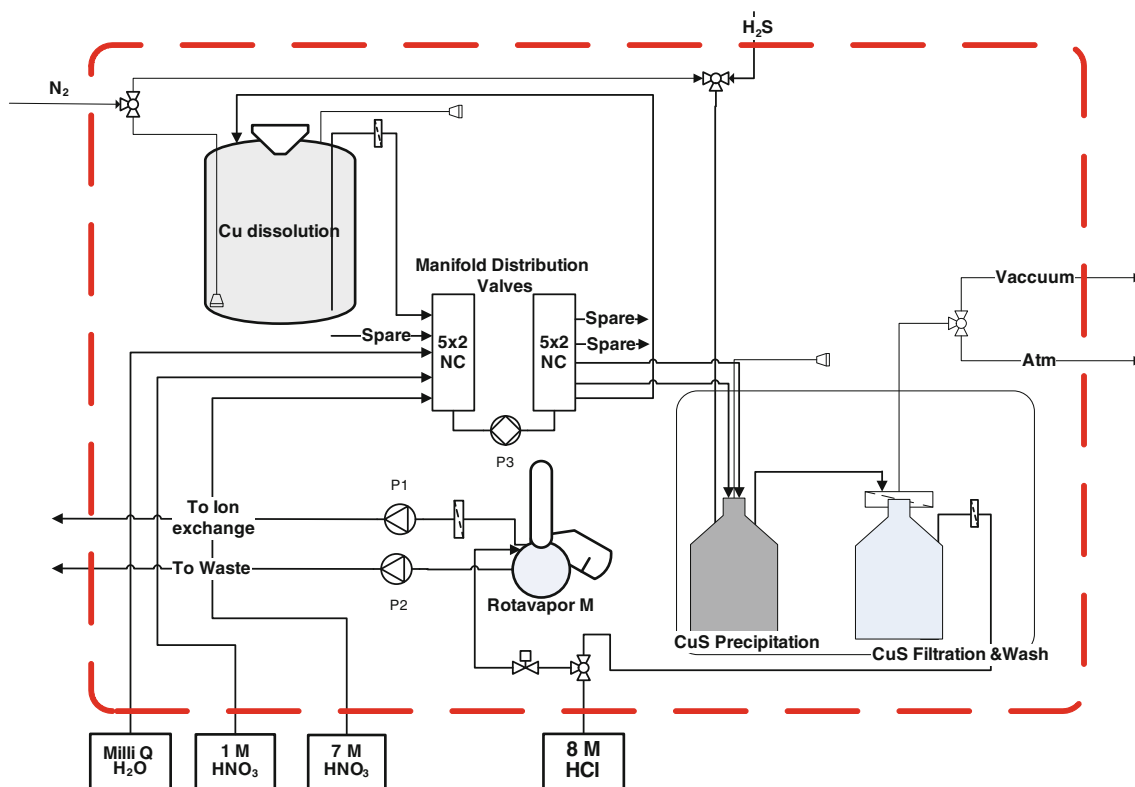 H₂S
N₂
Cu dissolution
Manifold Distribution
Valves
Vaccuum
Spare
5x2
NC
5x2
NC
Spare
Spare
Atm
P3
P1
To Ion
exchange
To Waste
P2
Rotavapor M
CuS Precipitation
CuS Filtration &Wash
Milli Q
H₂O
1 M
HNO₃
7 M
HNO₃
8 M
HCl